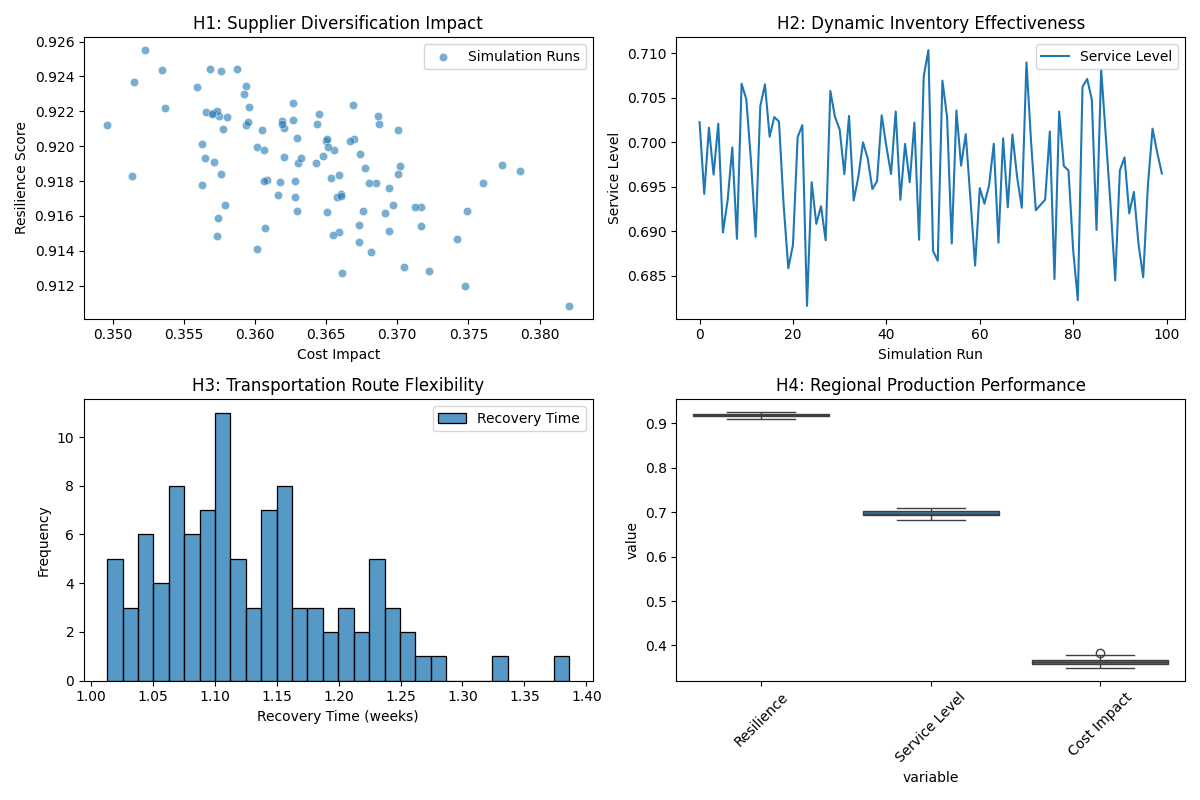 H1: Supplier Diversification Impact
Simulation Runs
0.926
0.924
0.922
0.920
0.918
0.916
0.914
0.912
Resilience Score
0.350
0.355
0.360
0.365
0.370
0.375
0.380
Cost Impact
H2: Dynamic Inventory Effectiveness
Service Level
0.710
0.705
0.700
0.695
0.690
0.685
Service Level
0
20
40
60
80
100
Simulation Run
H3: Transportation Route Flexibility
Recovery Time
10
8
6
4
2
0
Frequency
1.00
1.05
1.10
1.15
1.20
1.25
1.30
1.35
1.40
Recovery Time (weeks)
H4: Regional Production Performance
0.9
0.8
0.7
0.6
0.5
0.4
value
Resilience
Service Level
Cost Impact
variable